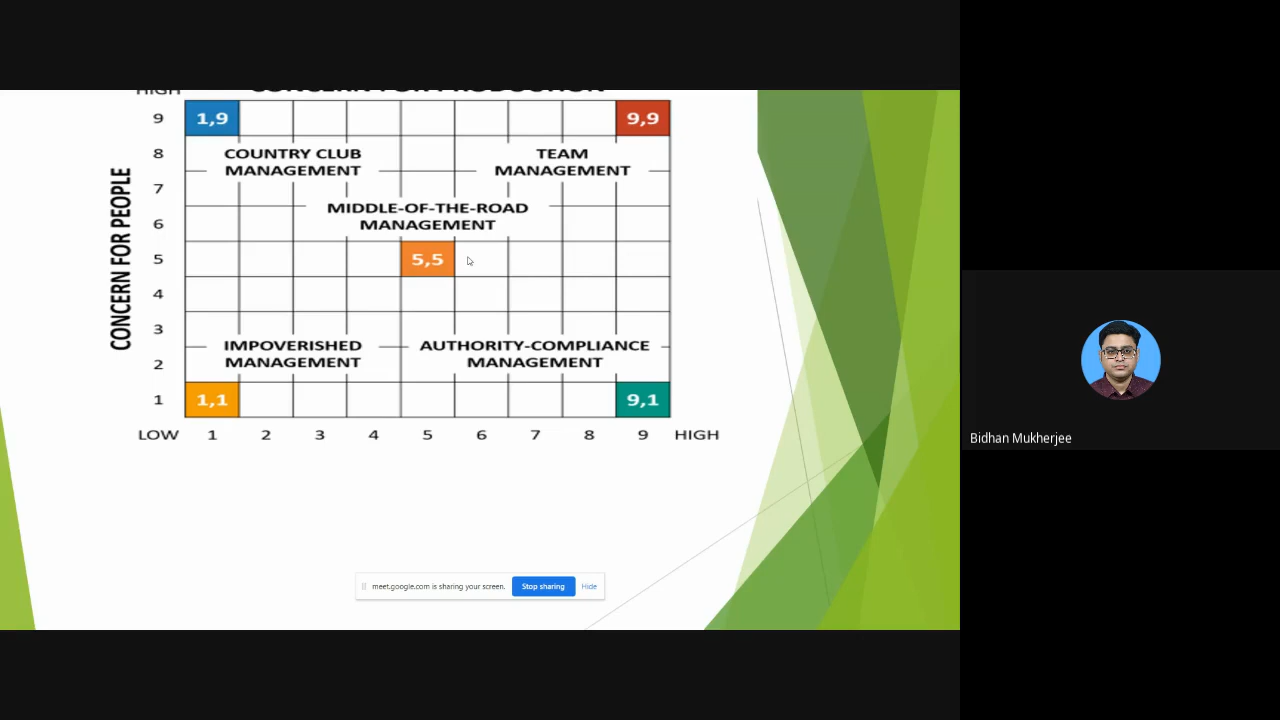 HIGH CONCERN FOR PRODUCTION
9 1,9 9,9
8 COUNTRY CLUB TEAM
MANAGEMENT MANAGEMENT
7
MIDDLE-OF-THE-ROAD
6 MANAGEMENT
5 5,5
4
3
IMPOVERISHED AUTHORITY-COMPLIANCE
2 MANAGEMENT MANAGEMENT
1 1,1 9,1
LOW 1 2 3 4 5 6 7 8 9 HIGH
CONCERN FOR PEOPLE
meet.google.com is sharing your screen. Stop sharing Hide
Bidhan Mukherjee